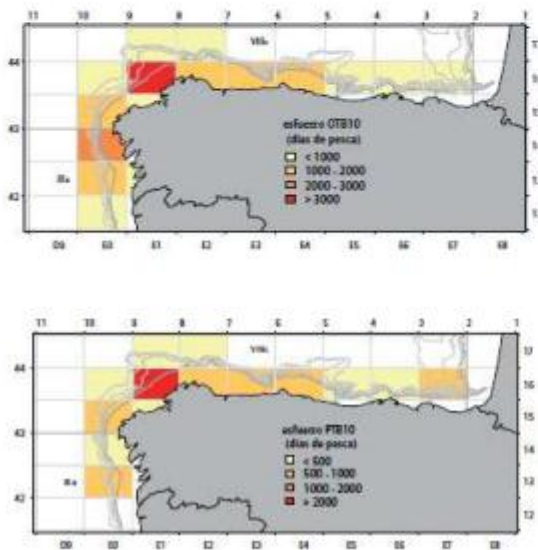 11 10 9 8 7 6 5 4 3 2 1
44
43
42
esfuerzo OTB10
(días de pesca)
< 1000
1000 - 2000
2000 - 3000
> 3000
D9 E0 E1 E2 E3 E4 E5 E6 E7 E8
11 10 9 8 7 6 5 4 3 2 1
44
43
42
17
16
15
14
13
12
esfuerzo PTB10
(días de pesca)
< 500
500 - 1000
1000 - 2000
> 2000
D9 E0 E1 E2 E3 E4 E5 E6 E7 E8